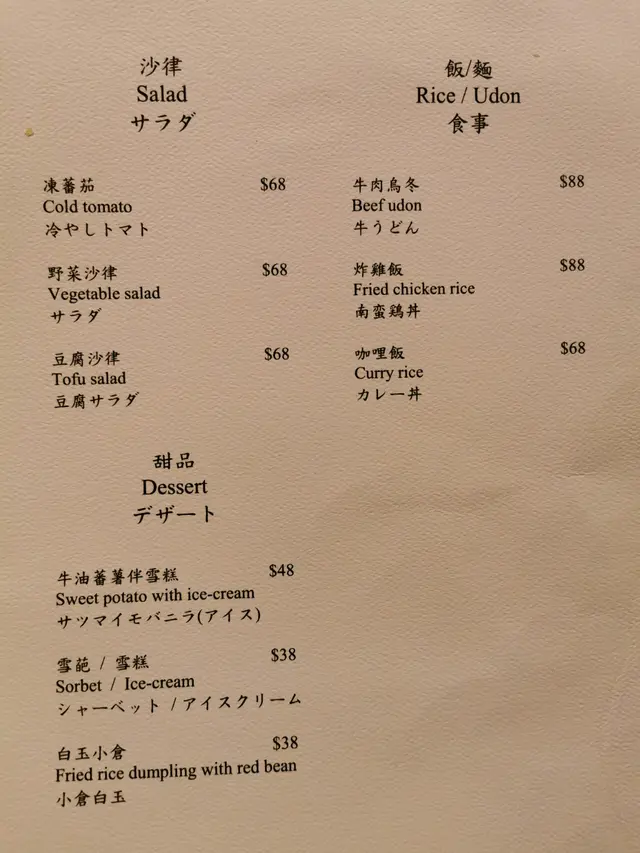 沙律
Salad
サラダ
凍蕃茄 $68
Cold tomato
冷やしトマト
野菜沙律 $68
Vegetable salad
サラダ
豆腐沙律 $68
Tofu salad
豆腐サラダ
甜品
Dessert
デザート
牛油蕃薯伴雪糕 $48
Sweet potato with ice-cream
サツマイモバニラ(アイス)
雪葩 / 雪糕 $38
Sorbet / Ice-cream
シャーベット / アイスクリーム
白玉小倉 $38
Fried rice dumpling with red bean
小倉白玉
飯/麵
Rice / Udon
食事
牛肉烏冬 $88
Beef udon
牛うどん
炸雞飯 $88
Fried chicken rice
南蛮鶏丼
咖哩飯 $68
Curry rice
カレー丼